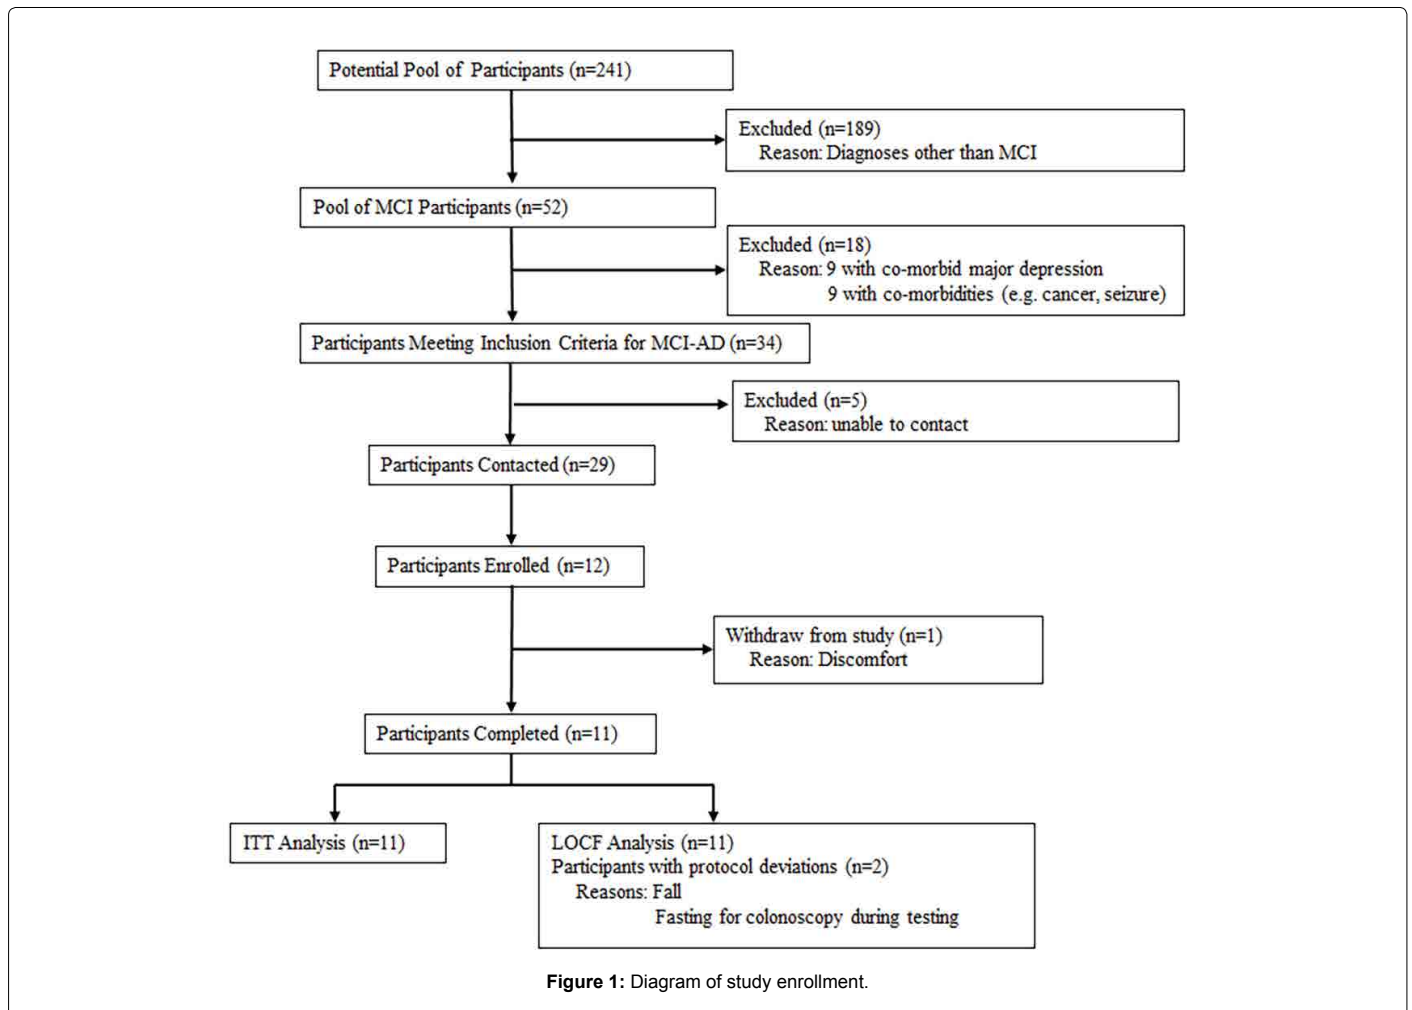 Potential Pool of Participants (n=241)
Excluded (n=189)
Reason: Diagnoses other than MCI
Pool of MCI Participants (n=52)
Excluded (n=18)
Reason: 9 with co-morbid major depression
9 with co-morbidities (e.g. cancer, seizure)
Participants Meeting Inclusion Criteria for MCI-AD (n=34)
Excluded (n=5)
Reason: unable to contact
Participants Contacted (n=29)
Participants Enrolled (n=12)
Withdraw from study (n=1)
Reason: Discomfort
Participants Completed (n=11)
ITT Analysis (n=11)
LOCF Analysis (n=11)
Participants with protocol deviations (n=2)
Reasons: Fall
Fasting for colonoscopy during testing
Figure 1: Diagram of study enrollment.